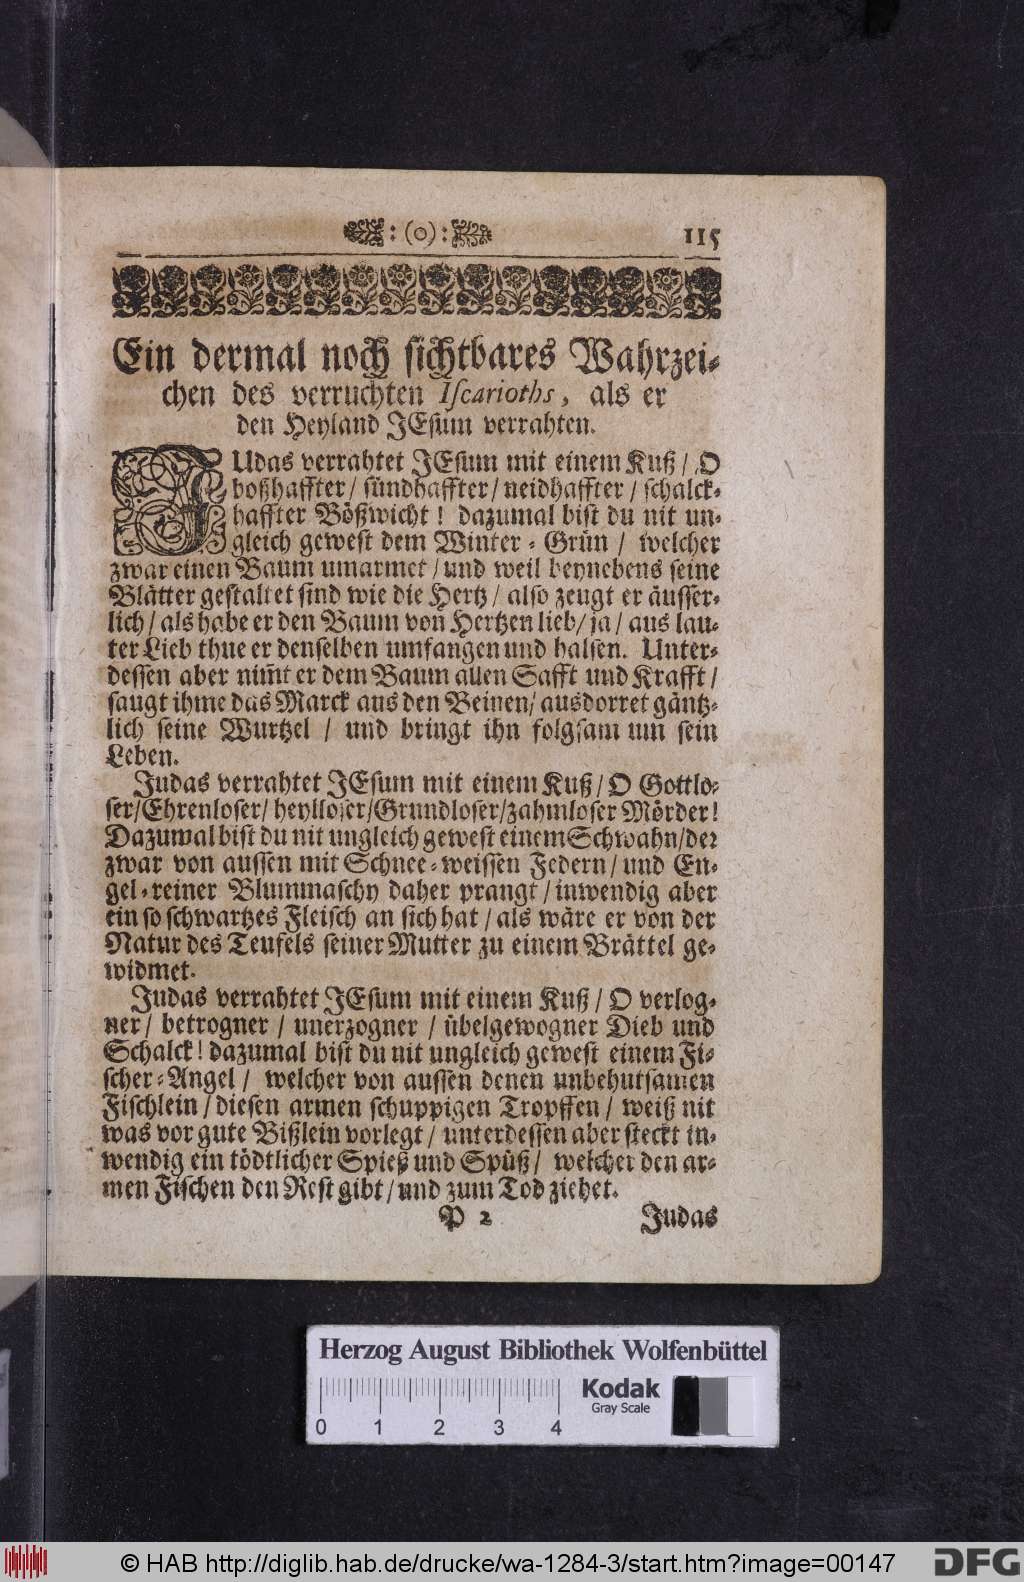 :(o): 115
Ein dermal noch sichtbares Wahrzei-
chen des verruchten Iscarioths, als er
den Heyland JEsum verrahten.
JUdas verrahtet JEsum mit einem Kuß / O
boßhaffter / sündhaffter / neidhaffter / schalck-
haffter Bößwicht! dazumal bist du nit un-
gleich gewest dem Winter-Grün / welcher
zwar einen Baum umarmet / und weil beynebens seine
Blätter gestaltet sind wie die Hertz / also zeugt er äusser-
lich / als habe er den Baum von Hertzen lieb / ja / aus lau-
ter Lieb thue er denselben umfangen und halsen. Unter-
dessen aber nim̃t er dem Baum allen Safft und Krafft /
saugt ihme das Marck aus den Beinen / ausdorret gäntz-
lich seine Wurtzel / und bringt ihn folgsam um sein
Leben.
Judas verrahtet JEsum mit einem Kuß / O Gottlo-
ser / Ehrenloser / heylloser / Grundloser / zahmloser Mörder!
Dazumal bist du nit ungleich gewest einem Schwahn / der
zwar von aussen mit Schnee-weissen Federn / und En-
gel-reiner Blummaschy daher prangt / inwendig aber
ein so schwartzes Fleisch an sich hat / als wäre er von der
Natur des Teufels seiner Mutter zu einem Brättel ge-
widmet.
Judas verrahtet JEsum mit einem Kuß / O verlog-
ner / betrogner / unerzogner / übelgewogner Dieb und
Schalck! dazumal bist du nit ungleich gewest einem Fi-
scher-Angel / welcher von aussen denen unbehutsamen
Fischlein / diesen armen schuppigen Tropffen / weiß nit
was vor gute Bißlein vorlegt / unterdessen aber steckt in-
wendig ein tödtlicher Spieß und Spüß / welcher den ar-
men Fischen den Rest gibt / und zum Tod ziehet.
P 2 Judas
Herzog August Bibliothek Wolfenbüttel
0 1 2 3 4 Kodak
Gray Scale
© HAB http://diglib.hab.de/drucke/wa-1284-3/start.htm?image=00147 DFG